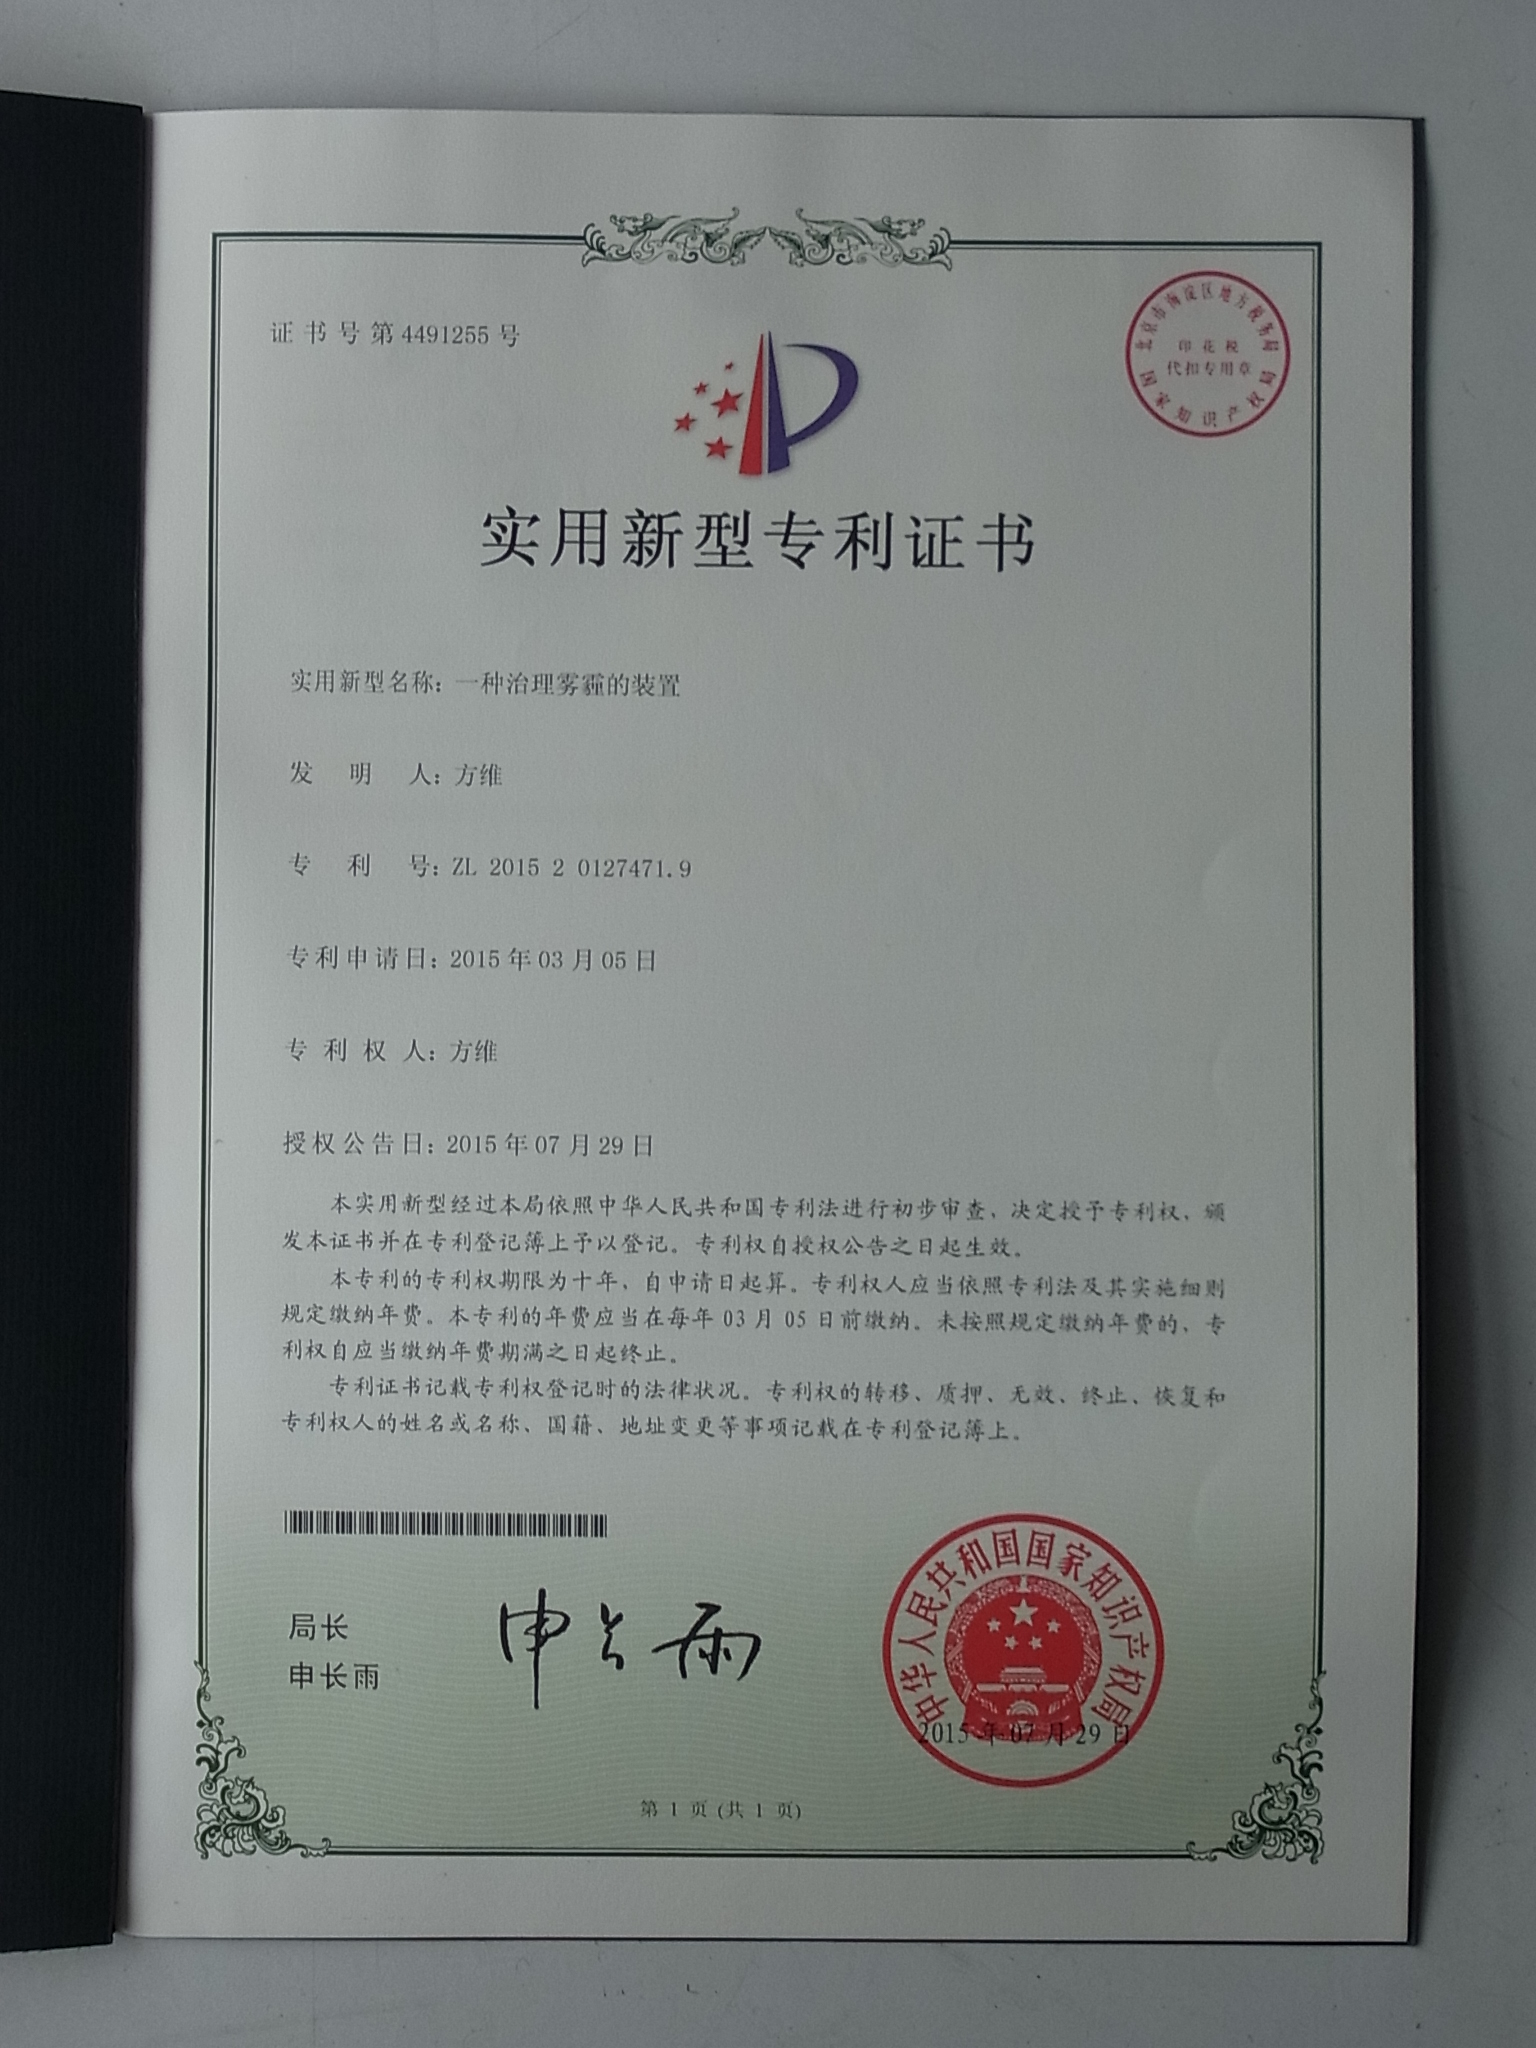 证书号第4491255号
北京市海淀区地方税务局
印花税
代扣专用章
国家知识产权局
实用新型专利证书
实用新型名称：一种治理雾霾的装置
发明人：方维
专利号：ZL 2015 2 0127471.9
专利申请日：2015年03月05日
专利权人：方维
授权公告日：2015年07月29日
本实用新型经过本局依照中华人民共和国专利法进行初步审查，决定授予专利权，颁
发本证书并在专利登记簿上予以登记。专利权自授权公告之日起生效。
本专利的专利权期限为十年，自申请日起算。专利权人应当依照专利法及其实施细则
规定缴纳年费。本专利的年费应当在每年03月05日前缴纳。未按照规定缴纳年费的，专
利权自应当缴纳年费期满之日起终止。
专利证书记载专利权登记时的法律状况。专利权的转移、质押、无效、终止、恢复和
专利权人的姓名或名称、国籍、地址变更等事项记载在专利登记簿上。
局长
申长雨
申长雨
中华人民共和国国家知识产权局
2015年07月29日
第1页(共1页)